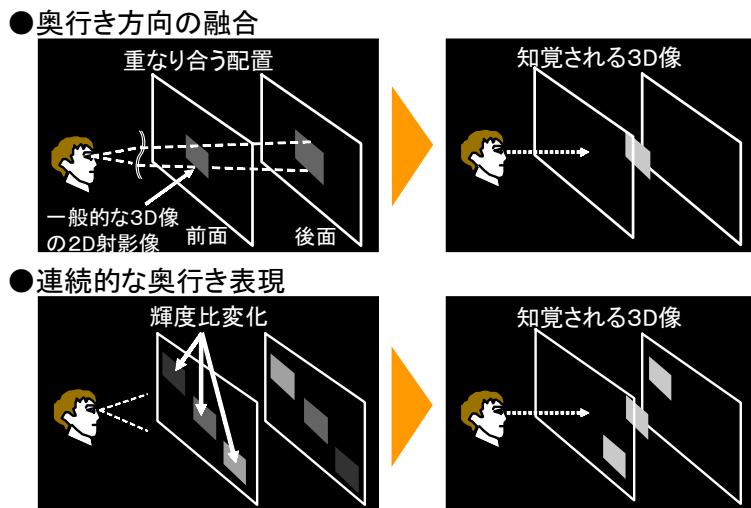 ●奥行き方向の融合
重なり合う配置
一般的な3D像
の2D射影像
前面
後面
知覚される3D像
●連続的な奥行き表現
輝度比変化
知覚される3D像